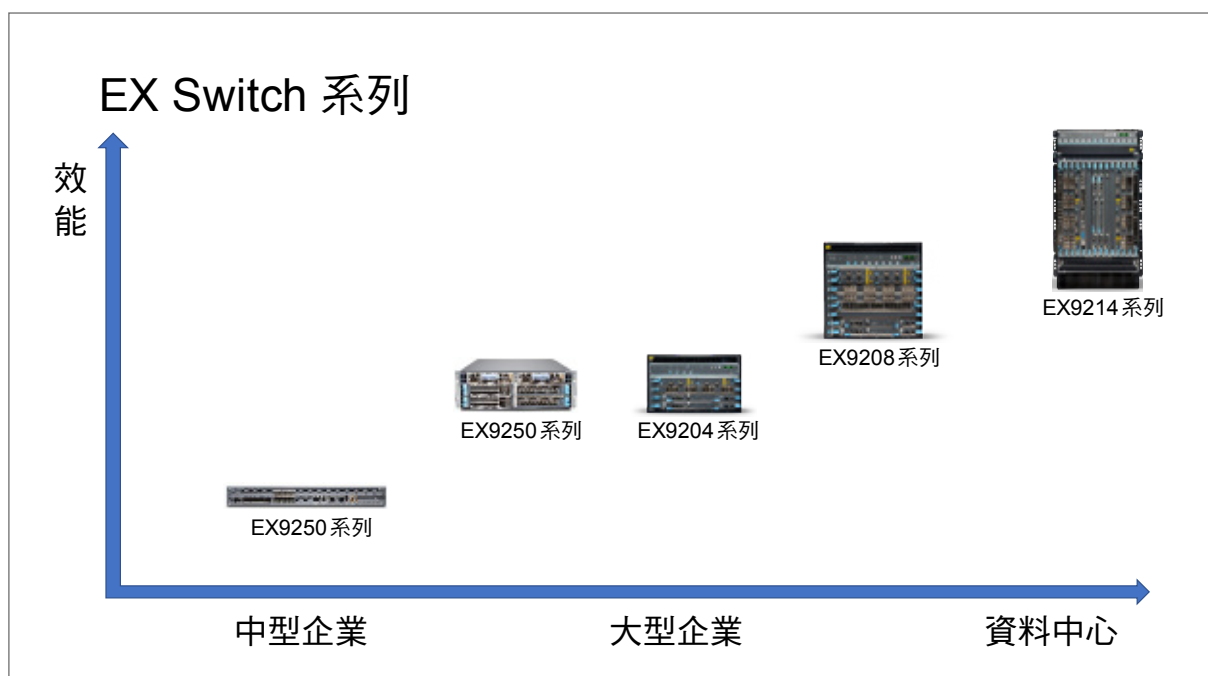 EX Switch 系列
效能
EX9214系列
EX9208系列
EX9250系列
EX9204系列
EX9250系列
中型企業
大型企業
資料中心